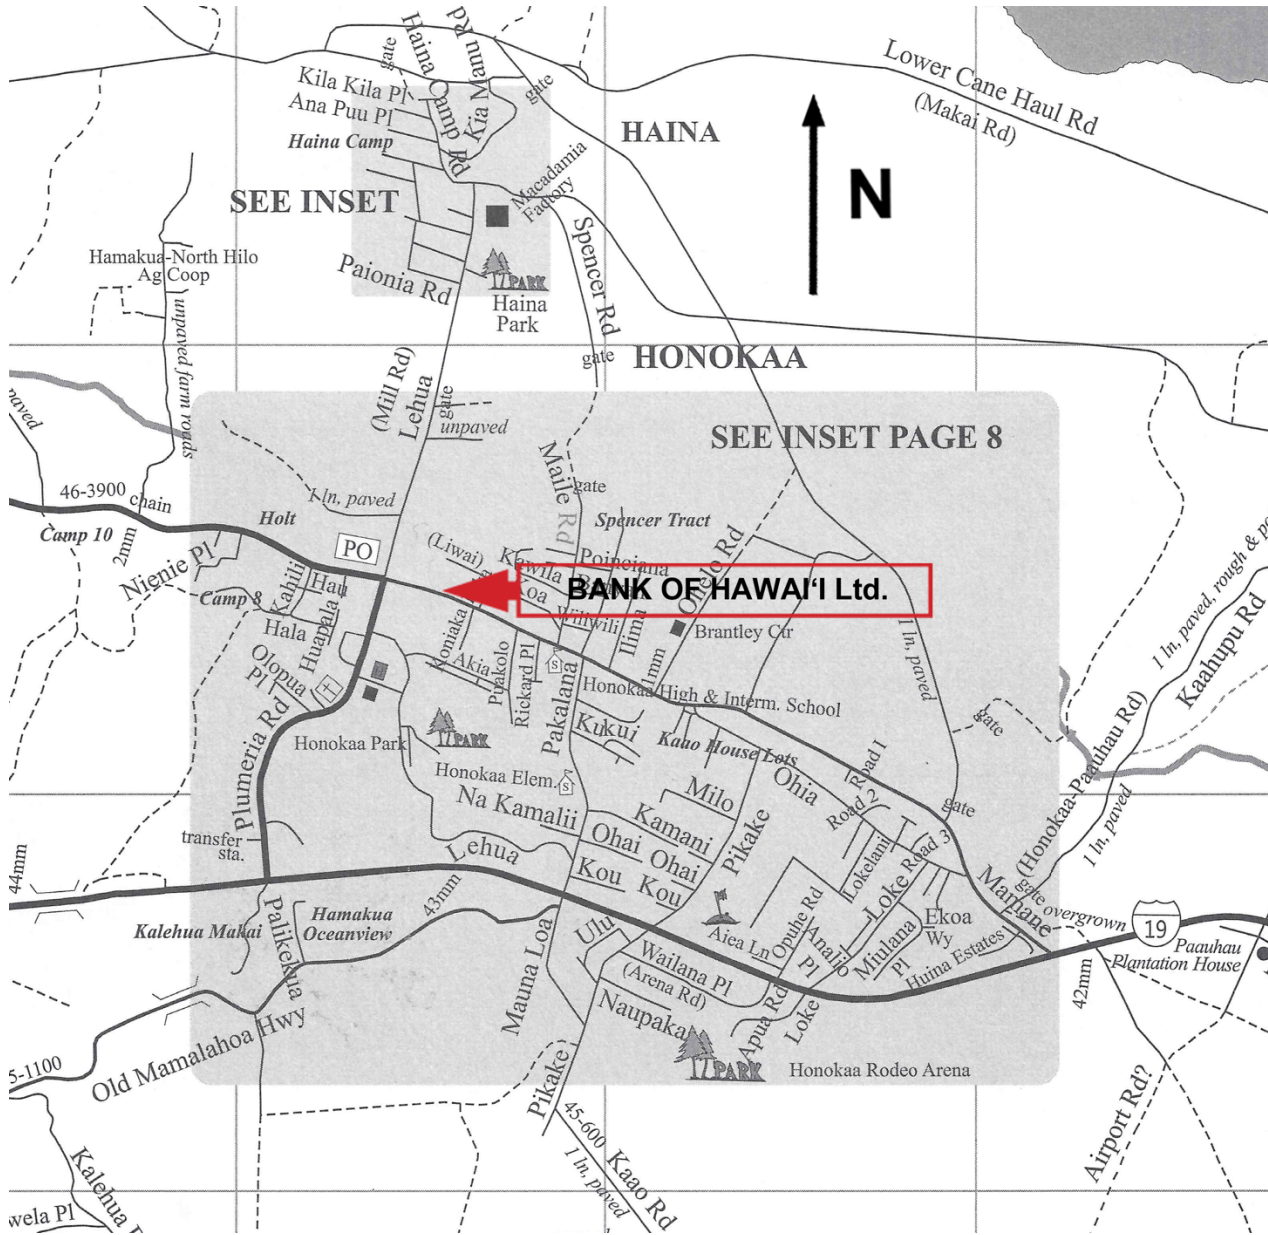 Lower Cane Haul Rd
(Makai Rd)
gate
Haina Camp Rd
Kia Manu Rd
gate
Kila Kila Pl
Ana Puu Pl
Haina Camp
HAINA
N
SEE INSET
Macadamia
Factory
Spencer Rd
Hamakua-North Hilo
Ag Coop
Paionia Rd
PARK
Haina
Park
unpaved farm roads
gate
HONOKAA
(Mill Rd)
Lehua
gate
unpaved
paved
SEE INSET PAGE 8
46-3900
chain
1 ln, paved
Holt
Maile Rd
gate
Spencer Tract
Camp 10
2mm
PO
(Liwai)
Kawila
Poinciana
Onelo Rd
Nienie Pl
Kahili
Hau
Koa
BANK OF HAWAI‘I Ltd.
Camp 8
Hala
Huapala
Koniaka
Wiliwili
Ilima
Brantley Ctr
1 ln, paved
1 ln, paved, rough & po
Kaahupu Rd
Olopua
Pl
Akia
Puakolo
Rickard Pl
S
1mm
Honokaa High & Interm. School
Plumeria Rd
Honokaa Park
PARK
Pakalana
Kukui
Kaao House Lots
gate
(Honokaa-Paauhau Rd)
Honokaa Elem.
S
Na Kamalii
Milo
Ohia
Road 1
Road 2
gate
1 ln, paved
transfer
sta.
Lehua
Ohai
Kamani
Ohai
Pikake
Lokelani
Road 3
44mm
43mm
Kou
Kou
Loke
Mamane
gate
overgrown
19
Kalehua Makai
Palikekua
Hamakua
Oceanview
Mauna Loa
Ulu
Aiea Ln
Opuhe Rd
Analio
Pl
Miulana
Pl
Ekoa
Wy
Huina Estates
42mm
Paauhau
Plantation House
Wailana Pl
(Arena Rd)
Naupaka
Apua Rd
Loke
PARK
Honokaa Rodeo Arena
5-1100
Old Mamalahoa Hwy
Pikake
45-600
Kaao Rd
1 ln, paved
Airport Rd?
Kalehua
wela Pl